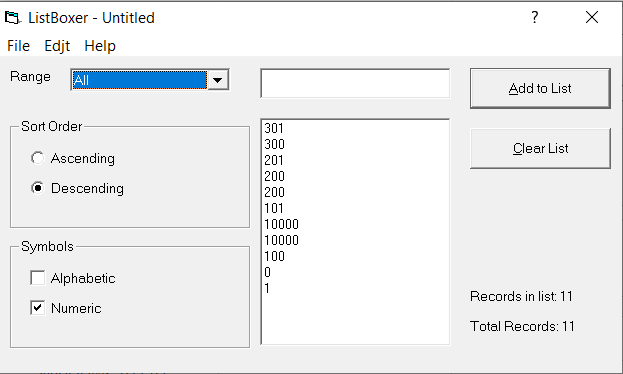 ListBoxer - Untitled
File Edjt Help
Range All
Add to List
Sort Order
Ascending
Descending
301
300
201
200
200
101
10000
10000
100
0
1
Clear List
Symbols
Alphabetic
Numeric
Records in list: 11
Total Records: 11